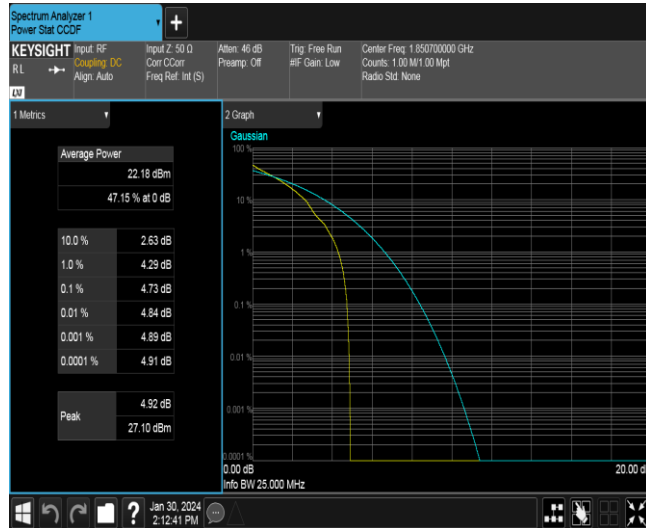 Spectrum Analyzer 1
Power Stat CCDF
+
KEYSIGHT
RL
LXI
Input: RF
Coupling: DC
Align: Auto
Input Z: 50 Ω
Corr CCorr
Freq Ref: Int (S)
Atten: 46 dB
Preamp: Off
Trig: Free Run
#IF Gain: Low
Center Freq: 1.850700000 GHz
Counts: 1.00 M/1.00 Mpt
Radio Std: None
1 Metrics
Average Power
22.18 dBm
47.15 % at 0 dB
10.0 % 2.63 dB
1.0 % 4.29 dB
0.1 % 4.73 dB
0.01 % 4.84 dB
0.001 % 4.89 dB
0.0001 % 4.91 dB
Peak
4.92 dB
27.10 dBm
2 Graph
Gaussian
100 %
10 %
1 %
0.1 %
0.01 %
0.001 %
0.0001 %
0.00 dB
20.00 d
Info BW 25.000 MHz
?
Jan 30, 2024
2:12:41 PM